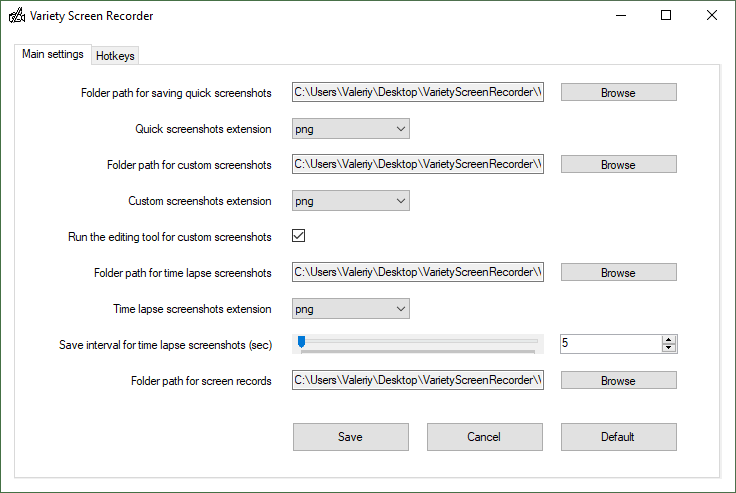 Variety Screen Recorder
Main settings Hotkeys
Folder path for saving quick screenshots C:\Users\Valeriy\Desktop\VarietyScreenRecorder\ Browse
Quick screenshots extension png
Folder path for custom screenshots C:\Users\Valeriy\Desktop\VarietyScreenRecorder\ Browse
Custom screenshots extension png
Run the editing tool for custom screenshots
Folder path for time lapse screenshots C:\Users\Valeriy\Desktop\VarietyScreenRecorder\ Browse
Time lapse screenshots extension png
Save interval for time lapse screenshots (sec) 5
Folder path for screen records C:\Users\Valeriy\Desktop\VarietyScreenRecorder\ Browse
Save Cancel Default